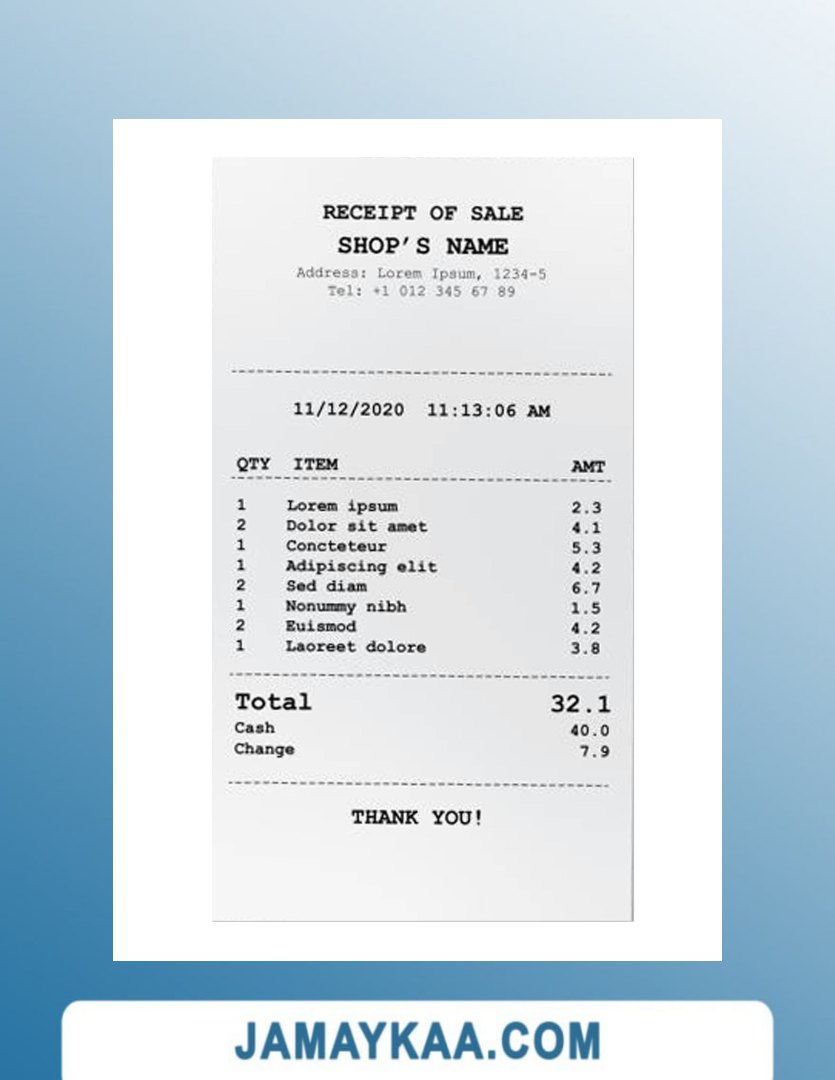 RECEIPT OF SALE
SHOP'S NAME
Address: Lorem Ipsum, 1234-5
Tel: +1 012 345 67 89
11/12/2020 11:13:06 AM
QTY ITEM AMT
1 Lorem ipsum 2.3
2 Dolor sit amet 4.1
1 Concteteur 5.3
1 Adipiscing elit 4.2
2 Sed diam 6.7
1 Nonummy nibh 1.5
2 Euismod 4.2
1 Laoreet dolore 3.8
Total 32.1
Cash 40.0
Change 7.9
THANK YOU!
JAMAYKAA.COM